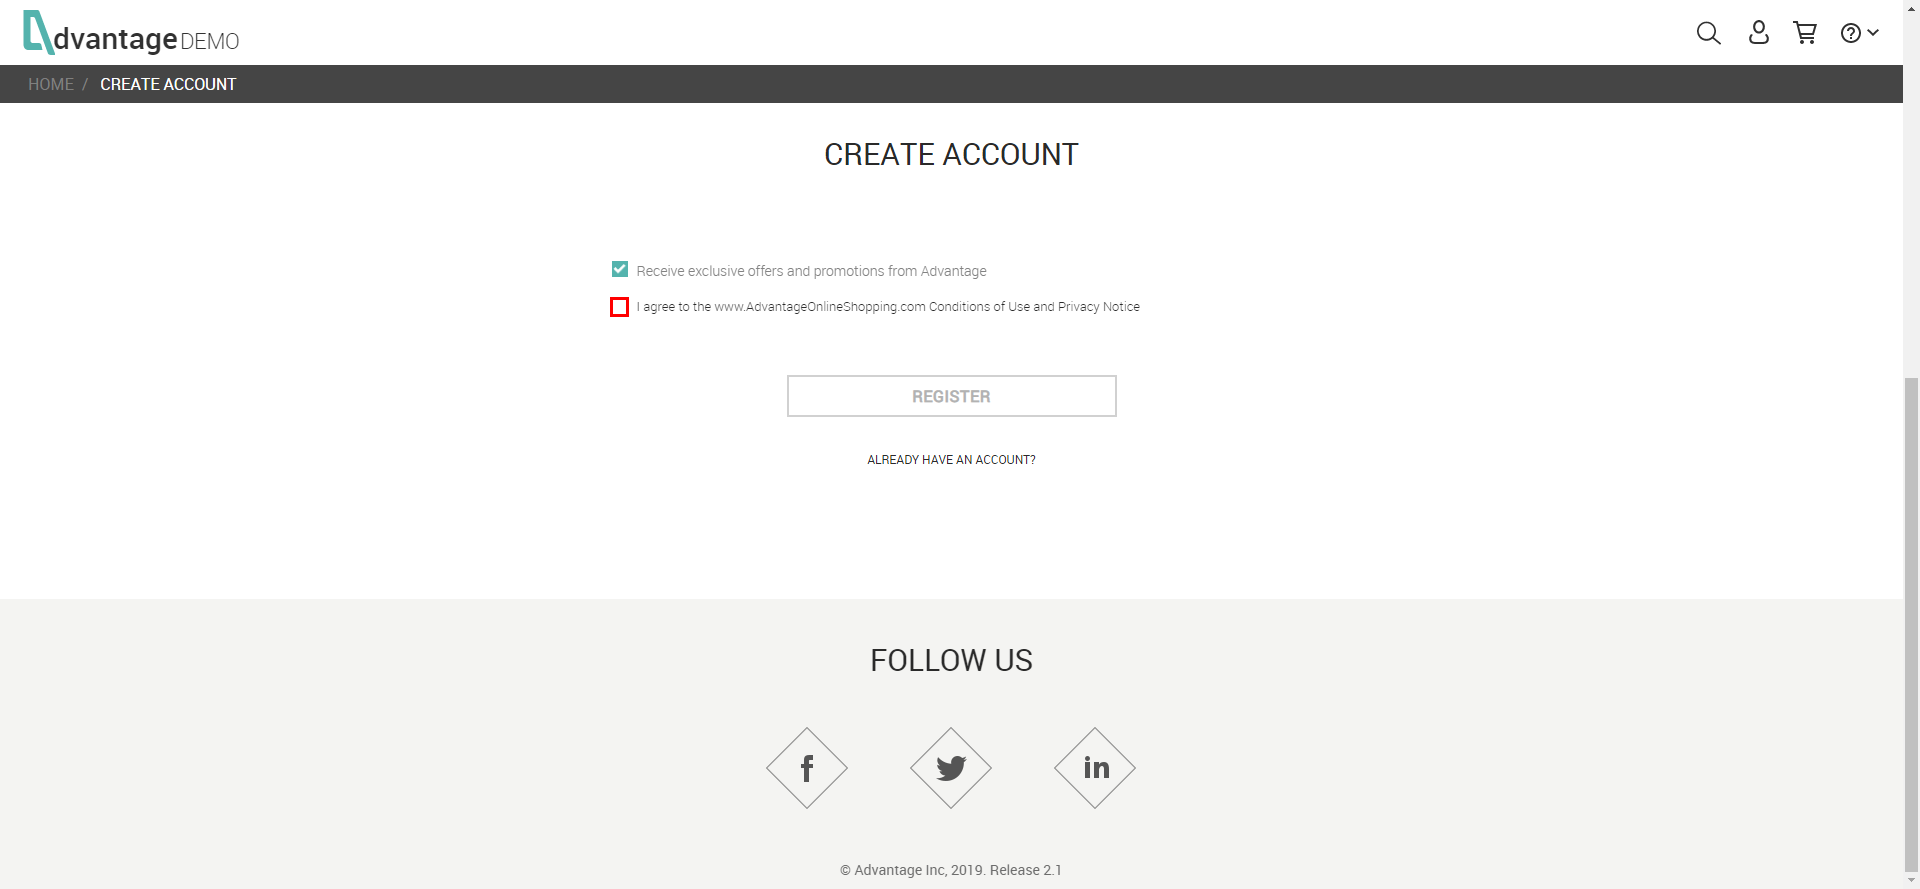 dvantage DEMO
HOME / CREATE ACCOUNT
CREATE ACCOUNT
Receive exclusive offers and promotions from Advantage
I agree to the www.AdvantageOnlineShopping.com Conditions of Use and Privacy Notice
REGISTER
ALREADY HAVE AN ACCOUNT?
FOLLOW US
f
in
© Advantage Inc, 2019. Release 2.1